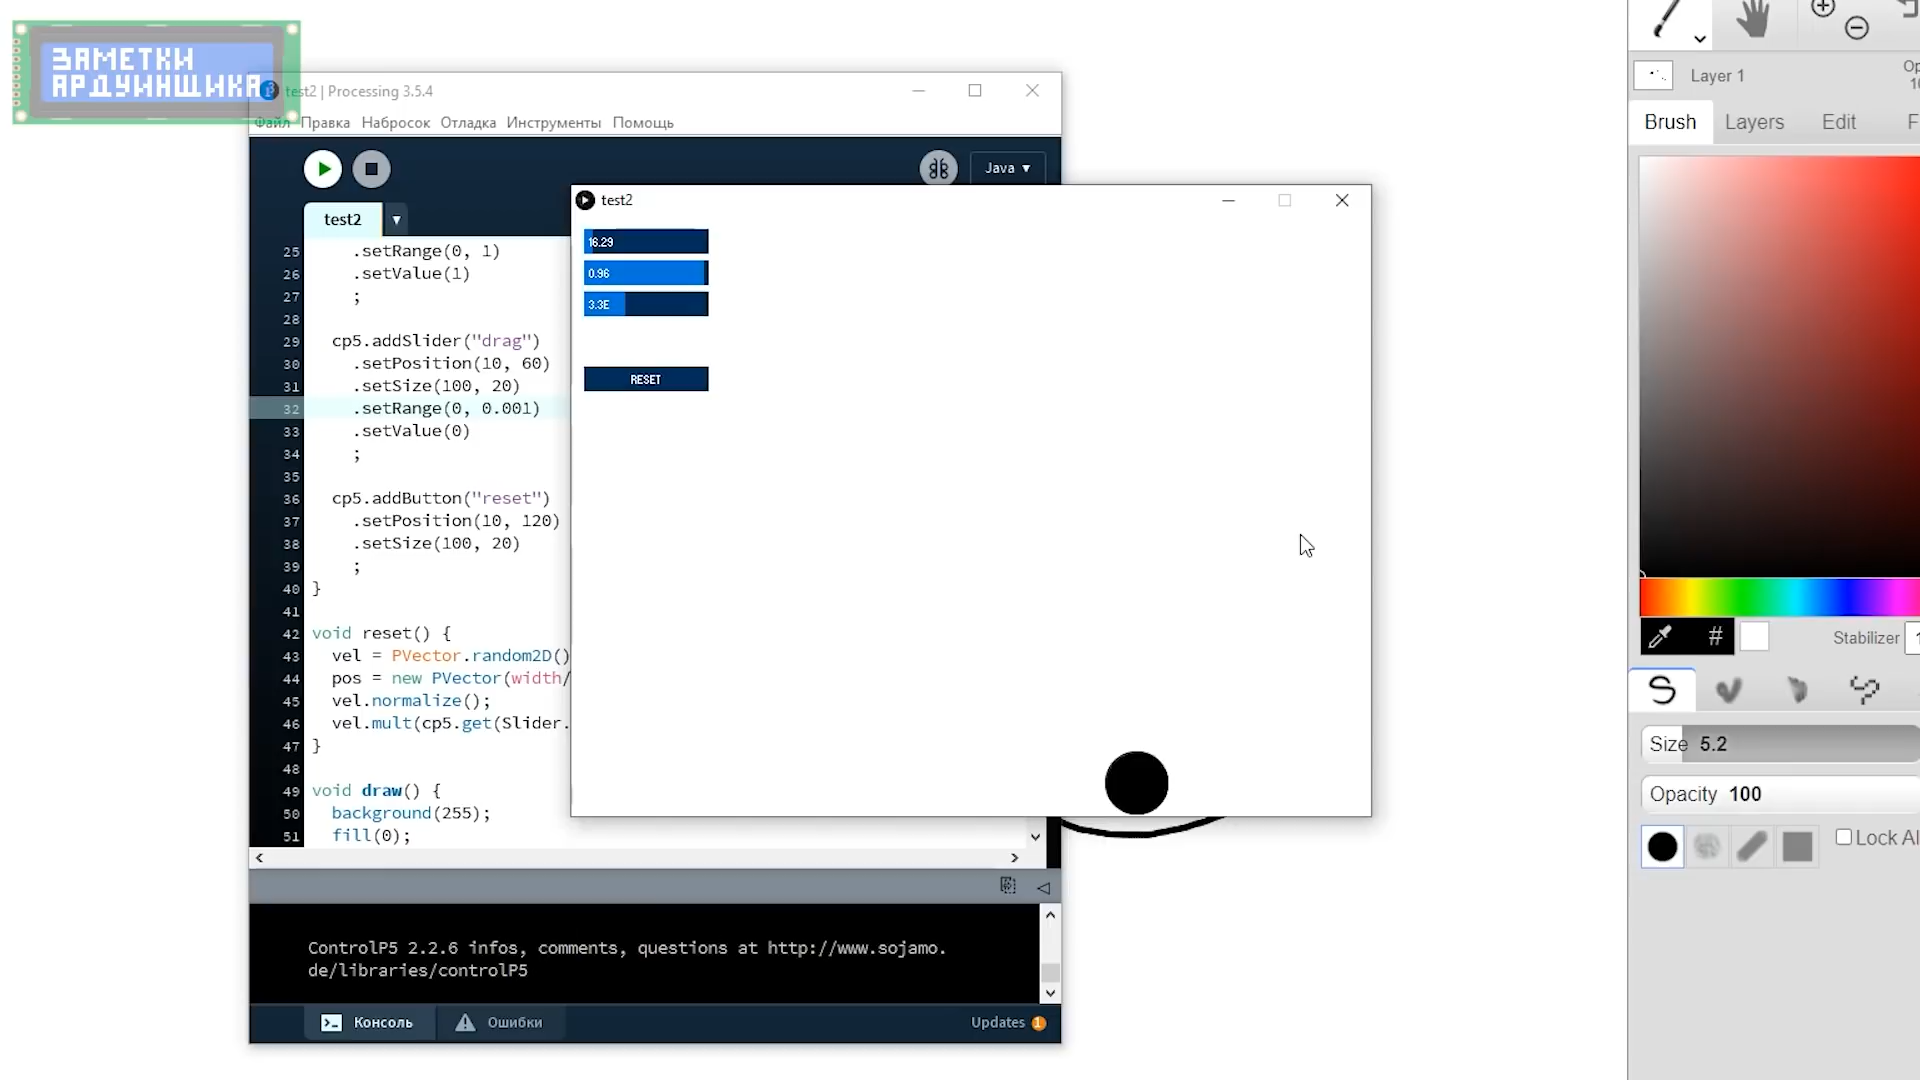 ЗАМЕТКИ
АРДУИНЩИКА
test2 | Processing 3.5.4
Файл Правка Набросок Отладка Инструменты Помощь
Java ▾
test2
25 .setRange(0, 1)
26 .setValue(1)
27 ;
28
29 cp5.addSlider("drag")
30 .setPosition(10, 60)
31 .setSize(100, 20)
32 .setRange(0, 0.001)
33 .setValue(0)
34 ;
35
36 cp5.addButton("reset")
37 .setPosition(10, 120)
38 .setSize(100, 20)
39 ;
40 }
41
42 void reset() {
43 vel = PVector.random2D()
44 pos = new PVector(width/
45 vel.normalize();
46 vel.mult(cp5.get(Slider.
47 }
48
49 void draw() {
50 background(255);
51 fill(0);
test2
16.29
0.96
3.3E
RESET
ControlP5 2.2.6 infos, comments, questions at http://www.sojamo.
de/libraries/controlP5
Консоль
Ошибки
Updates 1
Layer 1
Brush Layers Edit
#
Stabilizer
Size 5.2
Opacity 100
Lock Al